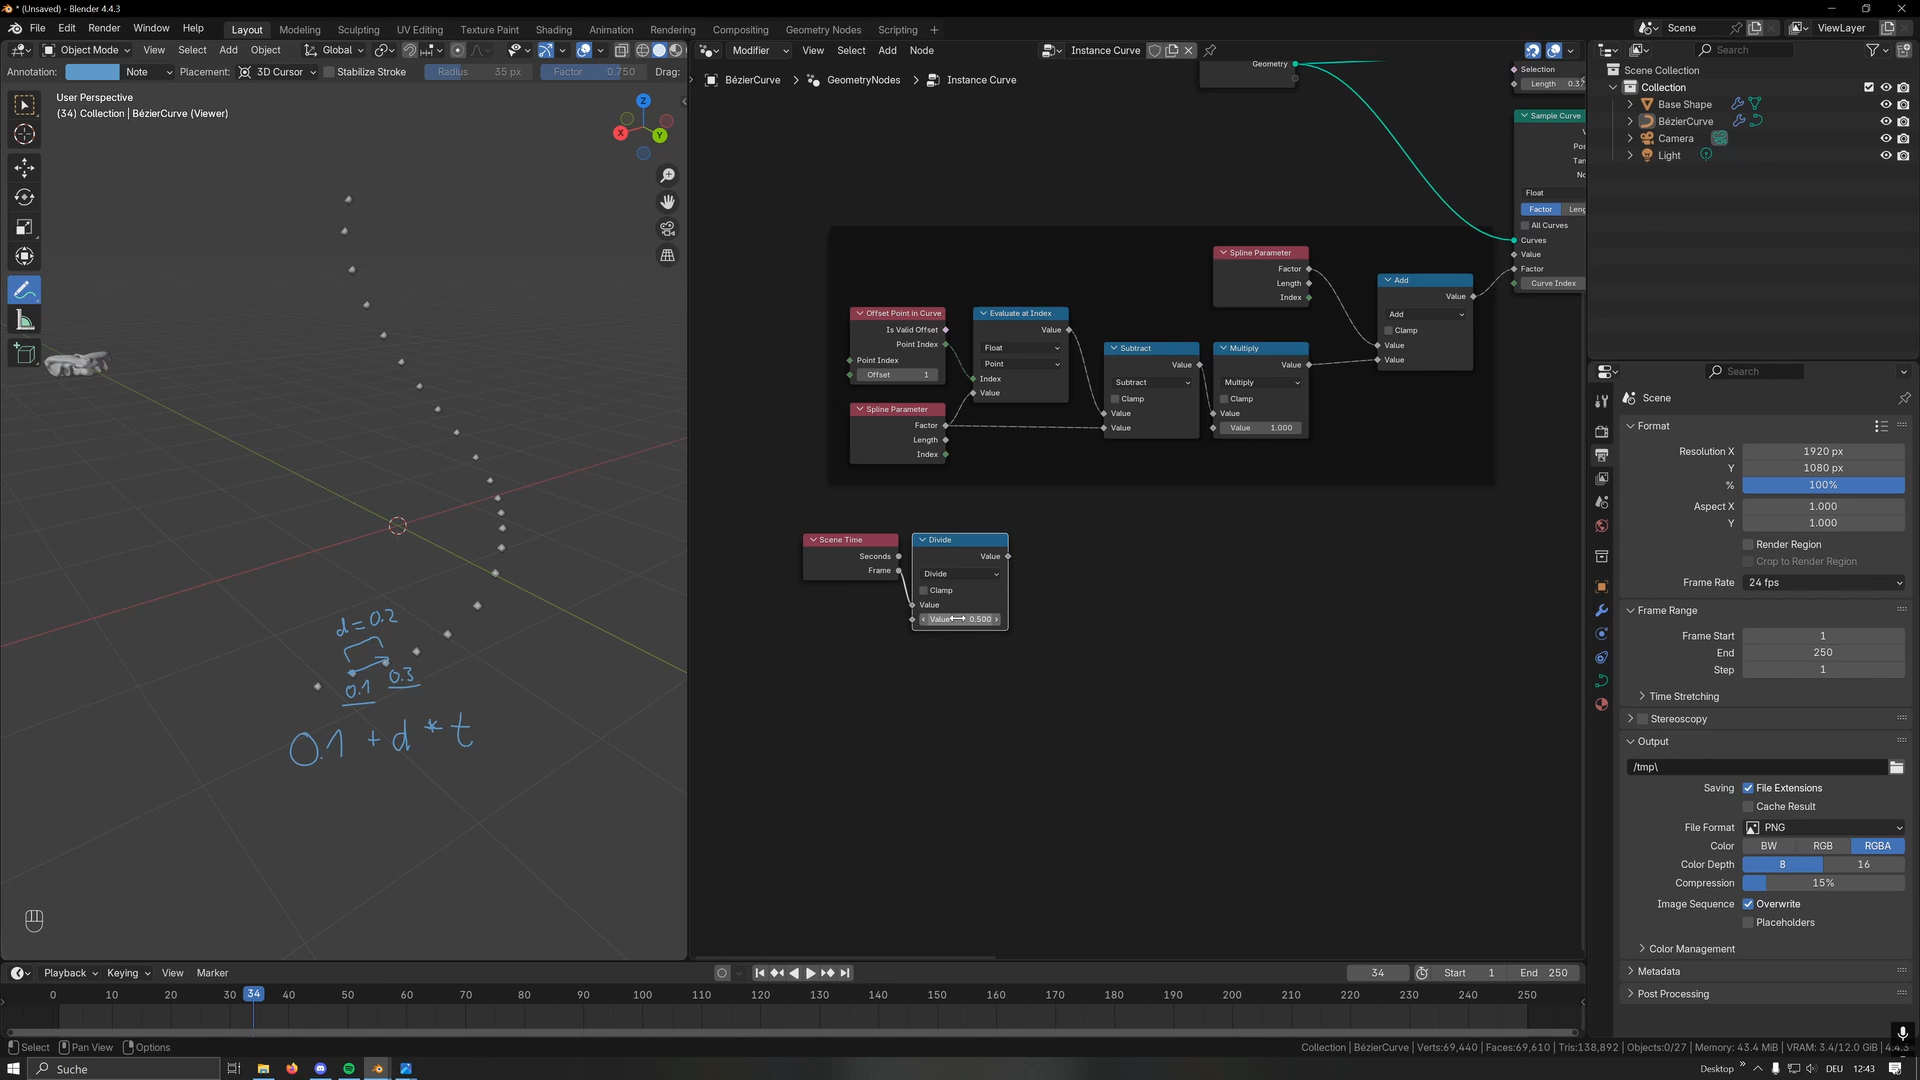 * (Unsaved) - Blender 4.4.3
File Edit Render Window Help Layout Modeling Sculpting UV Editing Texture Paint Shading Animation Rendering Compositing Geometry Nodes Scripting + Scene ViewLayer
Object Mode View Select Add Object Global
Modifier View Select Add Node Instance Curve
Search
Annotation: Note Placement: 3D Cursor Stabilize Stroke Radius 35 px Factor 0.750 Drag:
BézierCurve GeometryNodes Instance Curve
User Perspective
(34) Collection | BézierCurve (Viewer)
Z
X
Y
d = 0.2
0.1 0.3
0.1 + d * t
Geometry
Selection
Length 0.37
Sample Curve
Float
Factor Leng
All Curves
Curves
Value
Factor
Curve Index
Spline Parameter
Factor
Length
Index
Add
Value
Add
Clamp
Value
Value
Offset Point in Curve
Is Valid Offset
Point Index
Point Index
Offset 1
Evaluate at Index
Value
Float
Point
Index
Value
Subtract
Value
Subtract
Clamp
Value
Value
Multiply
Value
Multiply
Clamp
Value
Value 1.000
Spline Parameter
Factor
Length
Index
Scene Time
Seconds
Frame
Divide
Value
Divide
Clamp
Value
Value 0.500
Scene Collection
Collection
Base Shape
BézierCurve
Camera
Light
Search
Scene
Format
Resolution X 1920 px
Y 1080 px
% 100%
Aspect X 1.000
Y 1.000
Render Region
Crop to Render Region
Frame Rate 24 fps
Frame Range
Frame Start 1
End 250
Step 1
Time Stretching
Stereoscopy
Output
/tmp\
Saving File Extensions
Cache Result
File Format PNG
Color BW RGB RGBA
Color Depth 8 16
Compression 15%
Image Sequence Overwrite
Placeholders
Color Management
Metadata
Post Processing
Playback Keying View Marker 34 Start 1 End 250
0 10 20 30 34 40 50 60 70 80 90 100 110 120 130 140 150 160 170 180 190 200 210 220 230 240 250
Select Pan View Options
Collection | BézierCurve | Verts:69,440 | Faces:69,610 | Tris:138,892 | Objects:0/27 | Memory: 43.4 MiB | VRAM: 3.4/12.0 GiB | 4.4.3
Suche Desktop DEU 12:43